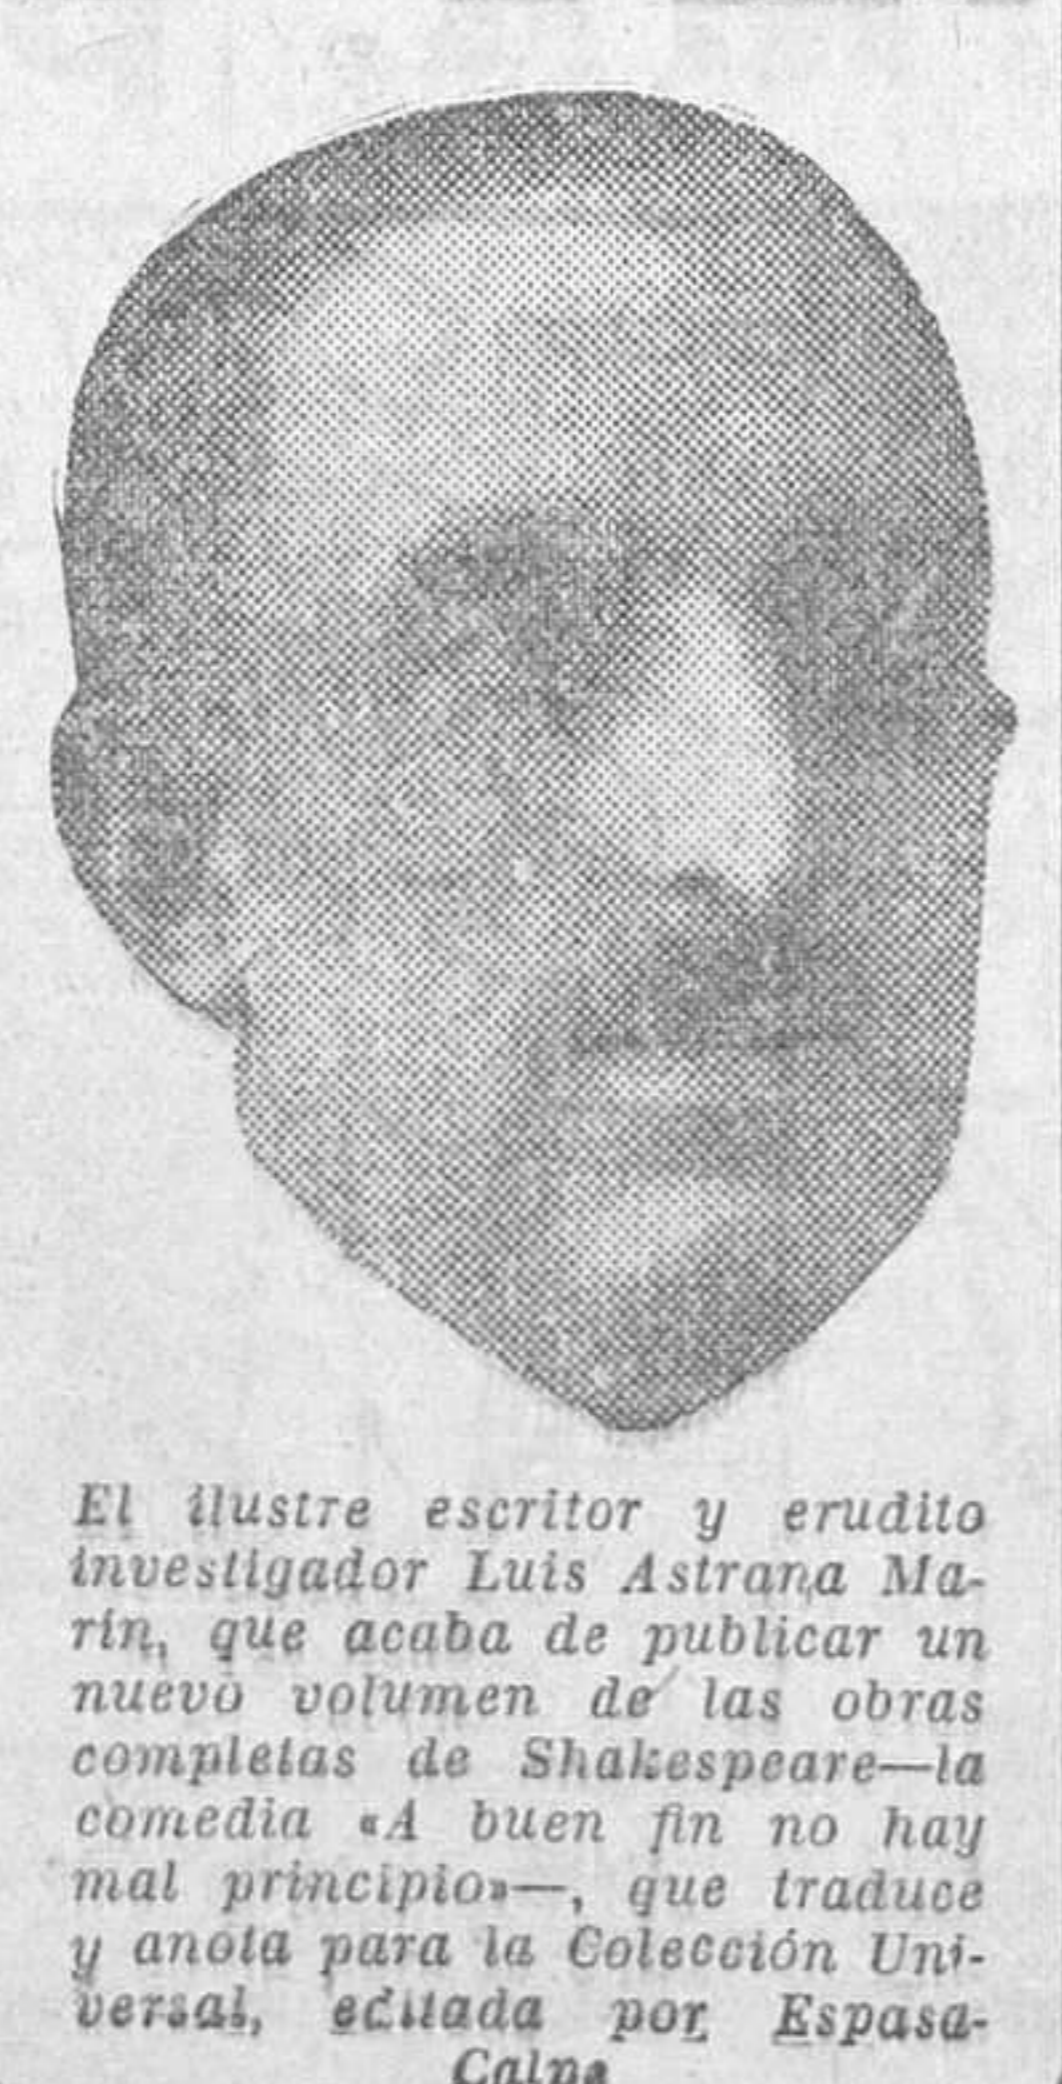 El ilustre escritor y erudito
investigador Luis Astrana Ma-
rín, que acaba de publicar un
nuevo volumen de las obras
completas de Shakespeare—la
comedia «A buen fin no hay
mal principio»—, que traduce
y anota para la Colección Uni-
versal, editada por Espasa-
Calpe